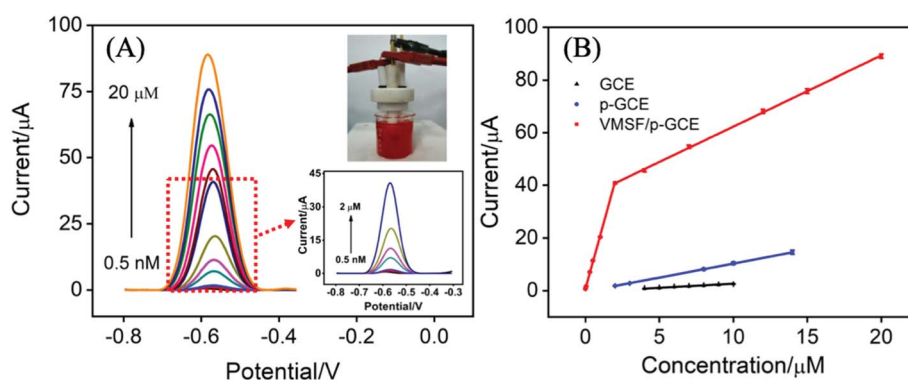 (A)
100
75
50
25
0
Current/μA
20 μM
0.5 nM
-0.8
-0.6
-0.4
-0.2
0.0
Potential/V
45
30
15
0
Current/μA
2 μM
0.5 nM
-0.8
-0.7
-0.6
-0.5
-0.4
-0.3
Potential/V
(B)
100
80
60
40
20
0
Current/μA
GCE
p-GCE
VMSF/p-GCE
0
5
10
15
20
Concentration/μM